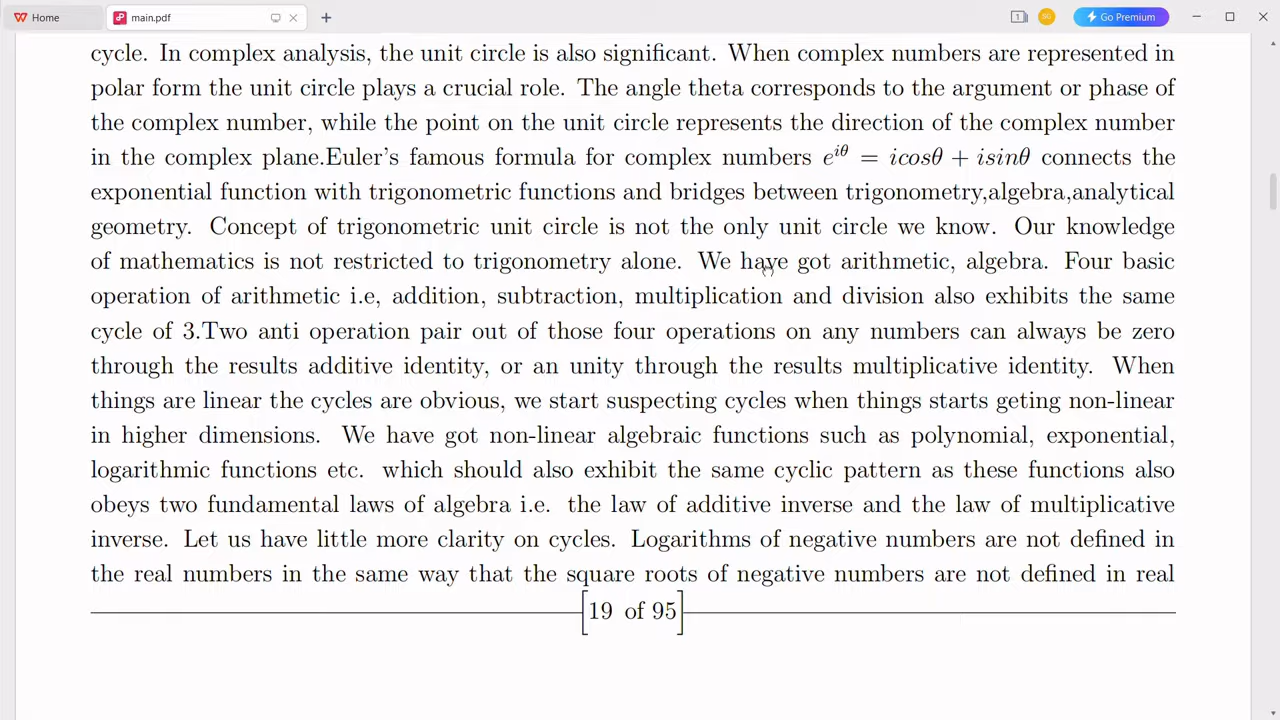 Home
main.pdf
Go Premium
cycle. In complex analysis, the unit circle is also significant. When complex numbers are represented in
polar form the unit circle plays a crucial role. The angle theta corresponds to the argument or phase of
the complex number, while the point on the unit circle represents the direction of the complex number
in the complex plane.Euler's famous formula for complex numbers e^{iθ} = icosθ + isinθ connects the
exponential function with trigonometric functions and bridges between trigonometry,algebra,analytical
geometry. Concept of trigonometric unit circle is not the only unit circle we know. Our knowledge
of mathematics is not restricted to trigonometry alone. We have got arithmetic, algebra. Four basic
operation of arithmetic i.e, addition, subtraction, multiplication and division also exhibits the same
cycle of 3.Two anti operation pair out of those four operations on any numbers can always be zero
through the results additive identity, or an unity through the results multiplicative identity. When
things are linear the cycles are obvious, we start suspecting cycles when things starts geting non-linear
in higher dimensions. We have got non-linear algebraic functions such as polynomial, exponential,
logarithmic functions etc. which should also exhibit the same cyclic pattern as these functions also
obeys two fundamental laws of algebra i.e. the law of additive inverse and the law of multiplicative
inverse. Let us have little more clarity on cycles. Logarithms of negative numbers are not defined in
the real numbers in the same way that the square roots of negative numbers are not defined in real
[19 of 95]